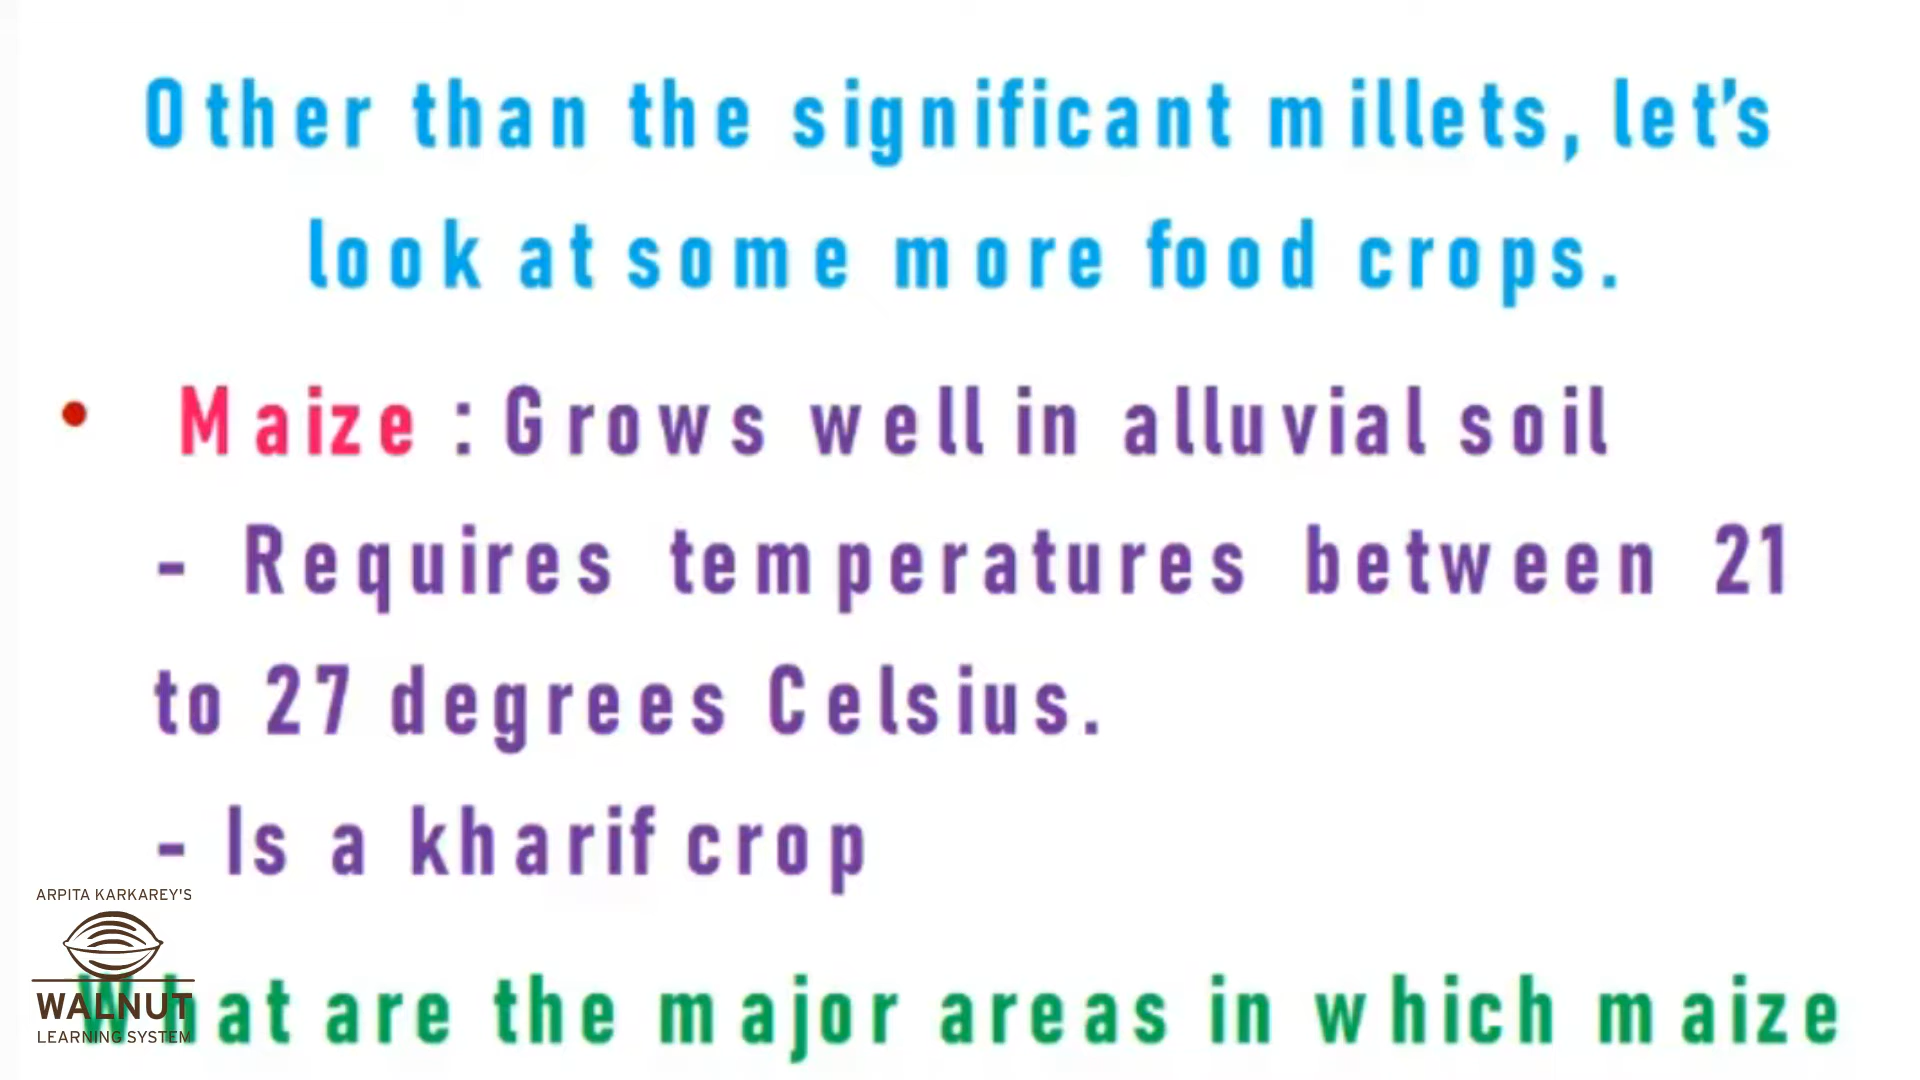 Other than the significant millets, let’s
look at some more food crops.
• Maize : Grows well in alluvial soil
- Requires temperatures between 21
to 27 degrees Celsius.
- Is a kharif crop
ARPITA KARKAREY'S
WALNUT
LEARNING SYSTEM
What are the major areas in which maize